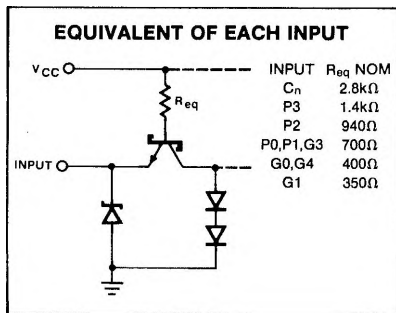 EQUIVALENT OF EACH INPUT
VCC
INPUT Req NOM
Cn 2.8kΩ
Req
P3 1.4kΩ
P2 940Ω
P0,P1,G3 700Ω
INPUT
G0,G4 400Ω
G1 350Ω